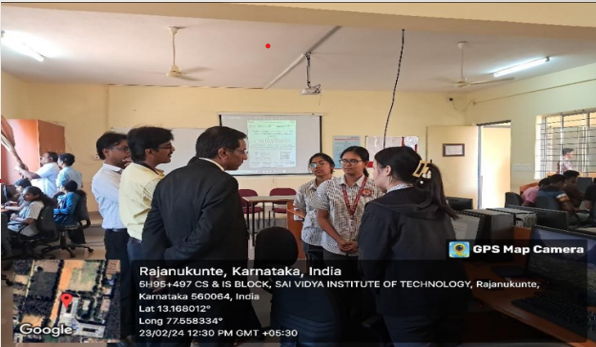 GPS Map Camera
Rajanukunte, Karnataka, India
5H95+497 CS & IS BLOCK, SAI VIDYA INSTITUTE OF TECHNOLOGY, Rajanukunte,
Karnataka 560064, India
Lat 13.168012°
Long 77.558334°
23/02/24 12:30 PM GMT +05:30
Google